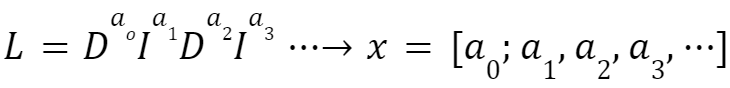 L = D^{a_o} I^{a_1} D^{a_2} I^{a_3} ⋯→ x = [a_0; a_1, a_2, a_3, ⋯]